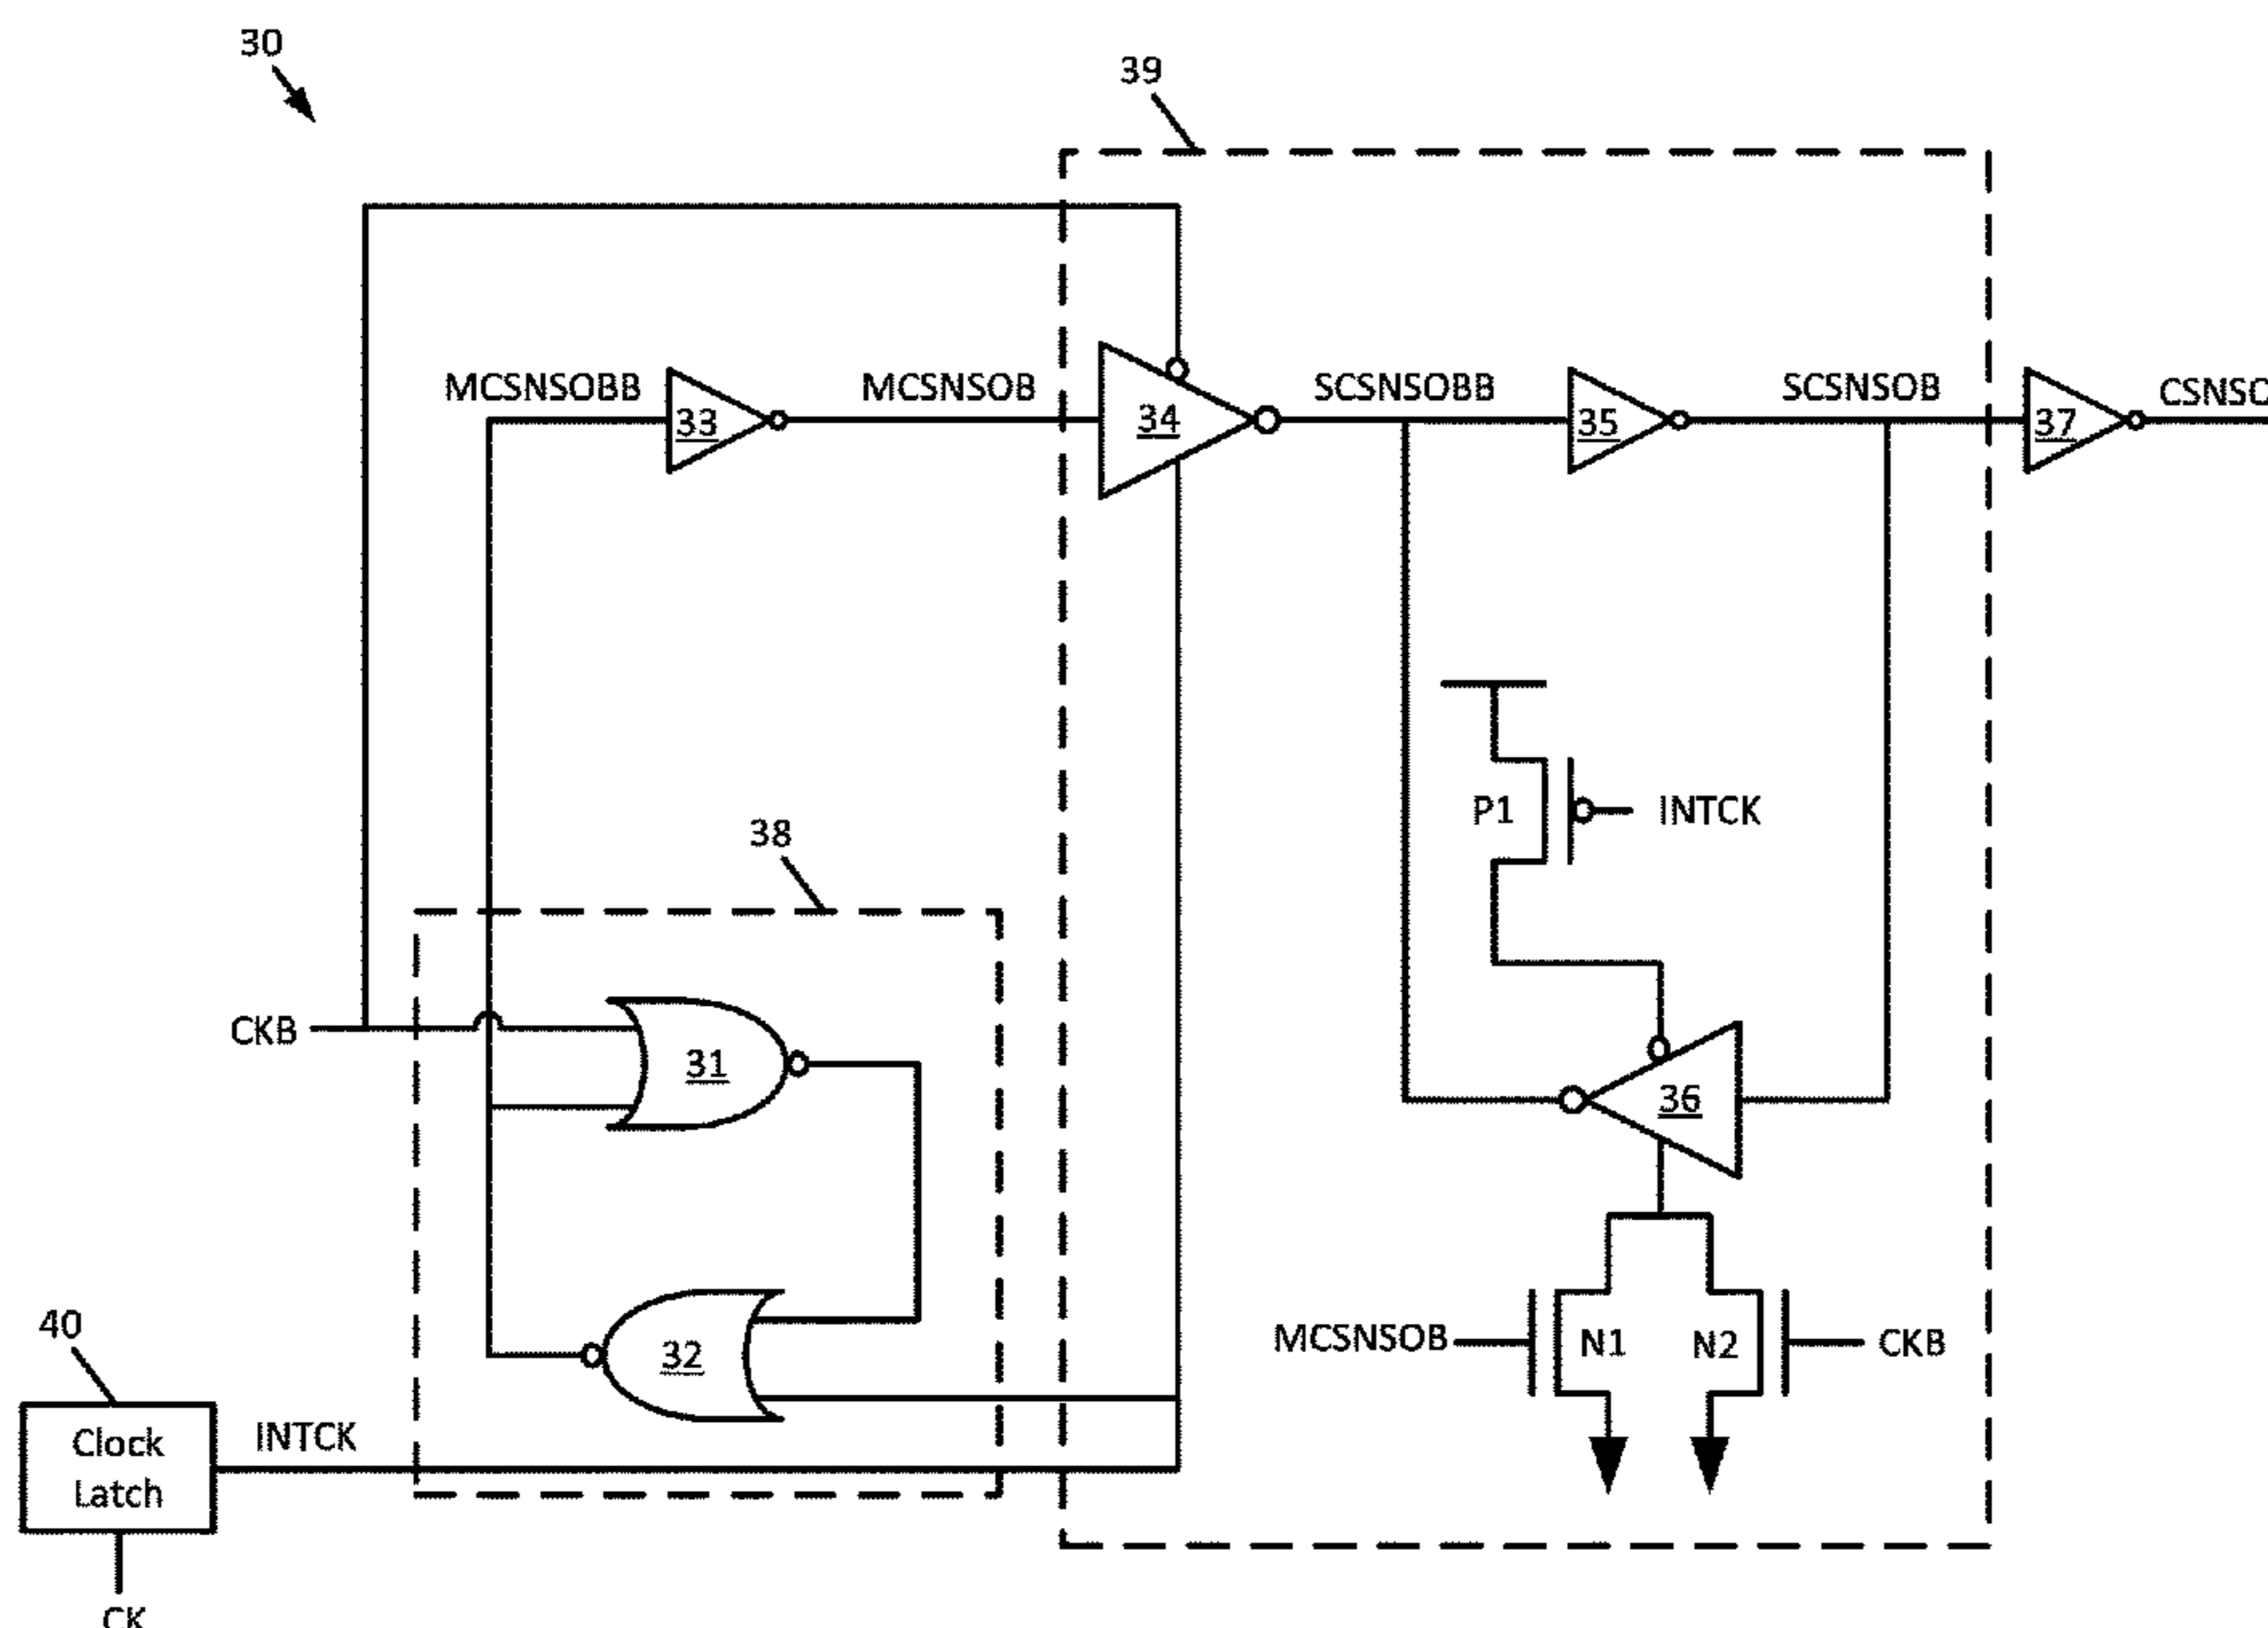 30
39
MCSNSOBB
33
MCSNSOB
34
SCSNSOBB
35
SCSNSOB
37
CSNSO
P1
INTCK
38
CKB
31
36
32
MCSNSOB
N1
N2
CKB
40
Clock
Latch
INTCK
CK